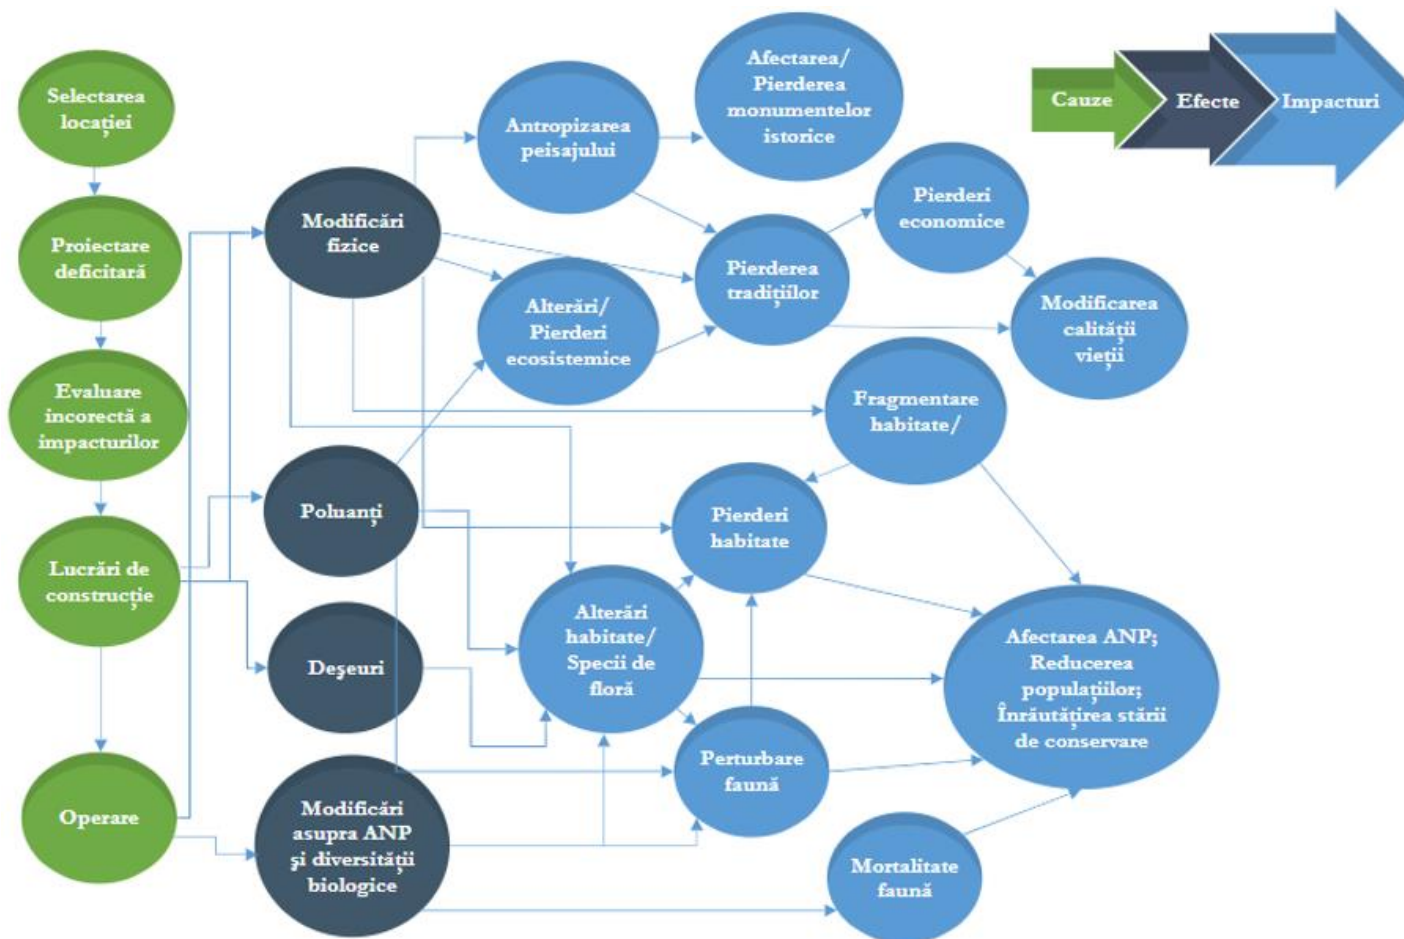 Selectarea
locației
Proiectare
deficitară
Evaluare
incorectă a
impacturilor
Lucrări de
construcție
Operare
Modificări
fizice
Poluanți
Deşeuri
Modificări
asupra ANP
şi diversității
biologice
Antropizarea
peisajului
Alterări/
Pierderi
ecosistemice
Afectarea/
Pierderea
monumentelor
istorice
Pierderea
tradițiilor
Pierderi
economice
Modificarea
calității
vieții
Fragmentare
habitate/
Pierderi
habitate
Alterări
habitate/
Specii de
floră
Perturbare
faună
Mortalitate
faună
Afectarea ANP;
Reducerea
populațiilor;
Înrăutățirea stării
de conservare
Cauze
Efecte
Impacturi